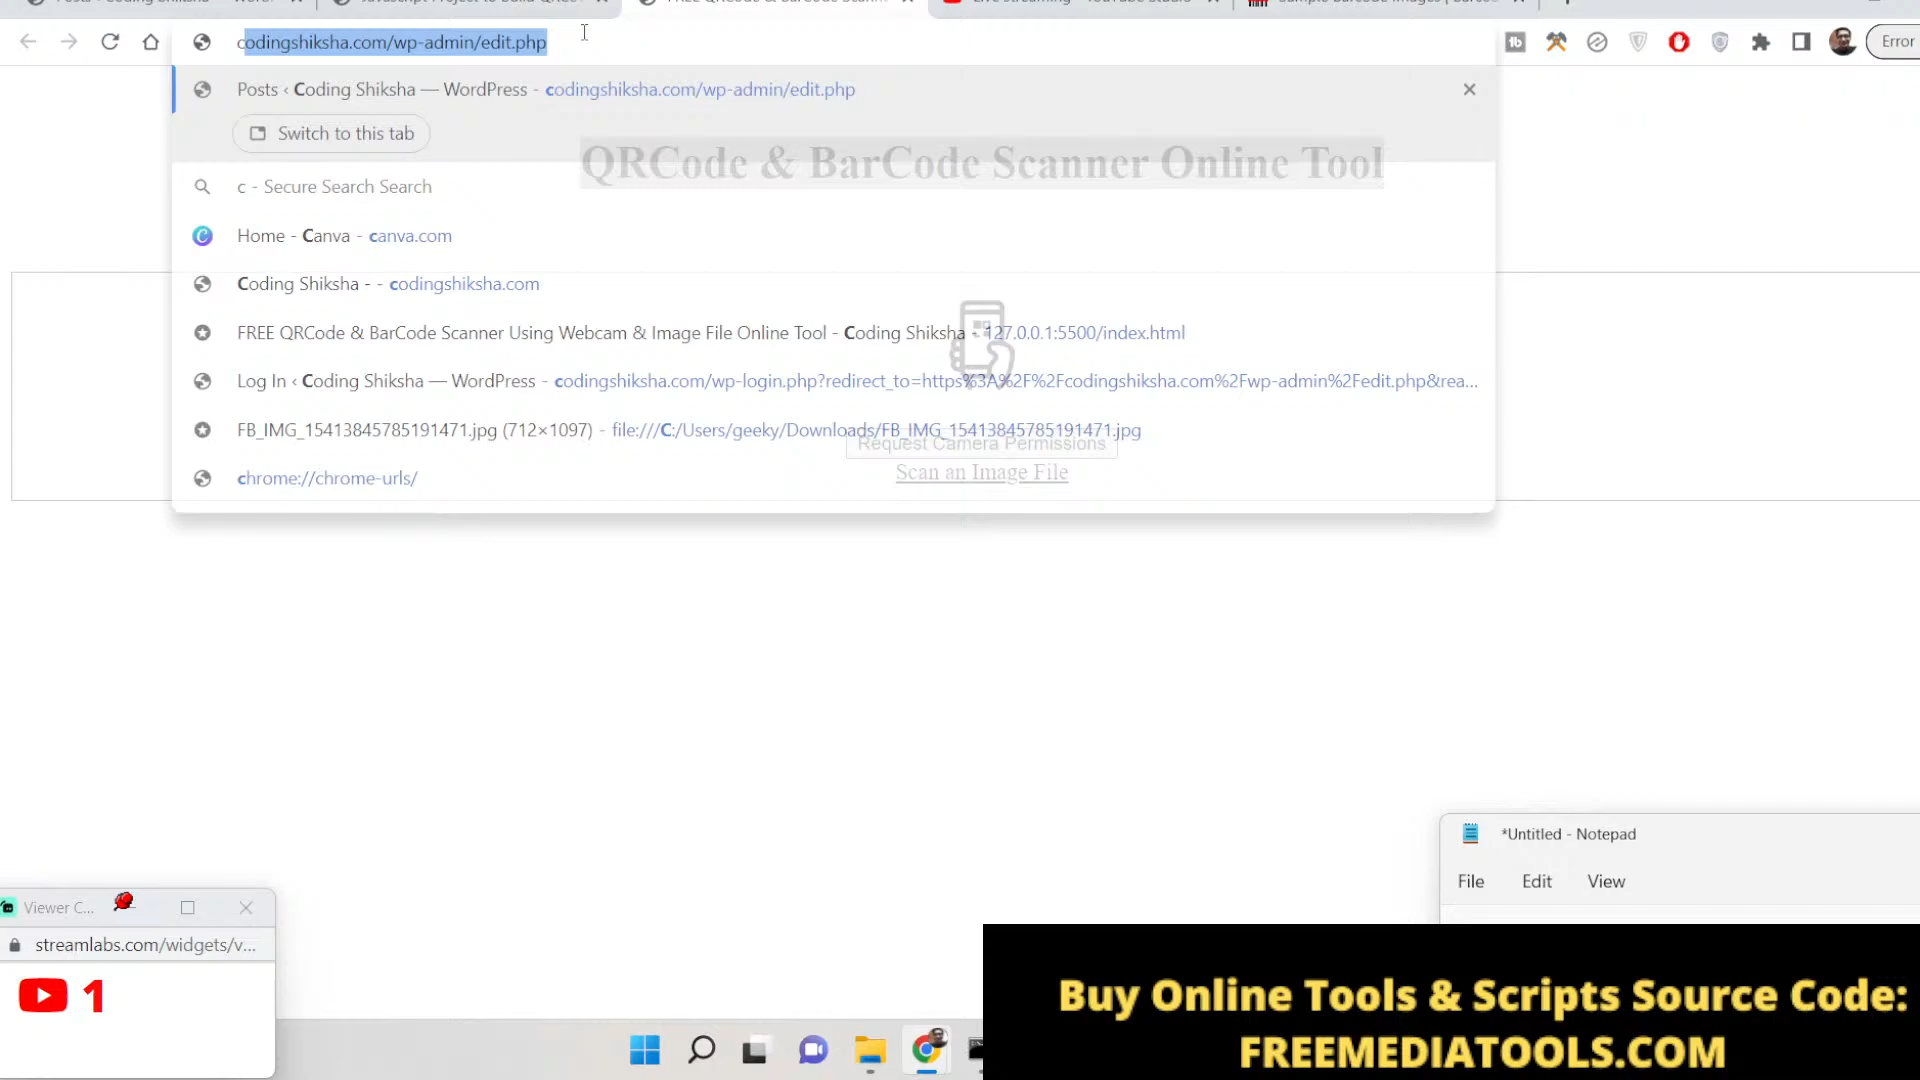 codingshiksha.com/wp-admin/edit.php
Error
Posts ‹ Coding Shiksha — WordPress - codingshiksha.com/wp-admin/edit.php
Switch to this tab
QRCode & BarCode Scanner Online Tool
c - Secure Search Search
Home - Canva - canva.com
Coding Shiksha - - codingshiksha.com
FREE QRCode & BarCode Scanner Using Webcam & Image File Online Tool - Coding Shiksha - 127.0.0.1:5500/index.html
Log In ‹ Coding Shiksha — WordPress - codingshiksha.com/wp-login.php?redirect_to=https%3A%2F%2Fcodingshiksha.com%2Fwp-admin%2Fedit.php&rea...
FB_IMG_15413845785191471.jpg (712×1097) - file:///C:/Users/geeky/Downloads/FB_IMG_15413845785191471.jpg
Request Camera Permissions
Scan an Image File
chrome://chrome-urls/
*Untitled - Notepad
File Edit View
Viewer C...
streamlabs.com/widgets/v...
1
Buy Online Tools & Scripts Source Code:
FREEMEDIATOOLS.COM